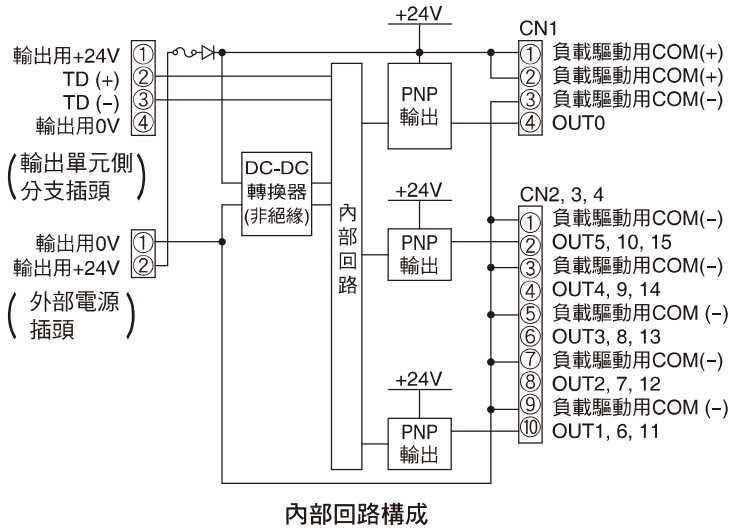 輸出用+24V ①
TD (+) ②
TD (−) ③
輸出用0V ④
(輸出單元側
分支插頭)
輸出用0V ①
輸出用+24V ②
(外部電源
插頭)
DC-DC
轉換器
(非絕緣)
內部回路
+24V
PNP
輸出
+24V
PNP
輸出
+24V
PNP
輸出
CN1
① 負載驅動用COM(+)
② 負載驅動用COM(+)
③ 負載驅動用COM(−)
④ OUT0
CN2, 3, 4
① 負載驅動用COM(−)
② OUT5, 10, 15
③ 負載驅動用COM(−)
④ OUT4, 9, 14
⑤ 負載驅動用COM (−)
⑥ OUT3, 8, 13
⑦ 負載驅動用COM(−)
⑧ OUT2, 7, 12
⑨ 負載驅動用COM (−)
⑩ OUT1, 6, 11
內部回路構成